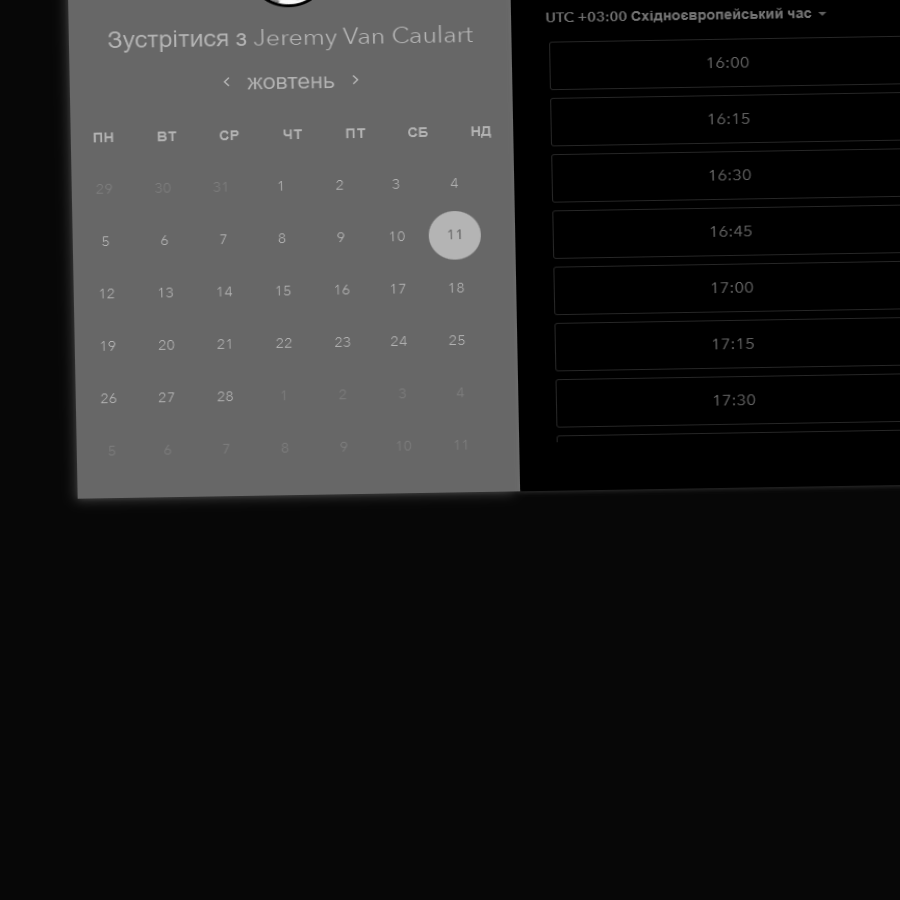 Зустрітися з Jeremy Van Caulart
жовтень
ПН ВТ СР ЧТ ПТ СБ НД
29 30 31 1 2 3 4
5 6 7 8 9 10 11
12 13 14 15 16 17 18
19 20 21 22 23 24 25
26 27 28 1 2 3 4
5 6 7 8 9 10 11
UTC +03:00 Східноєвропейський час
16:00
16:15
16:30
16:45
17:00
17:15
17:30